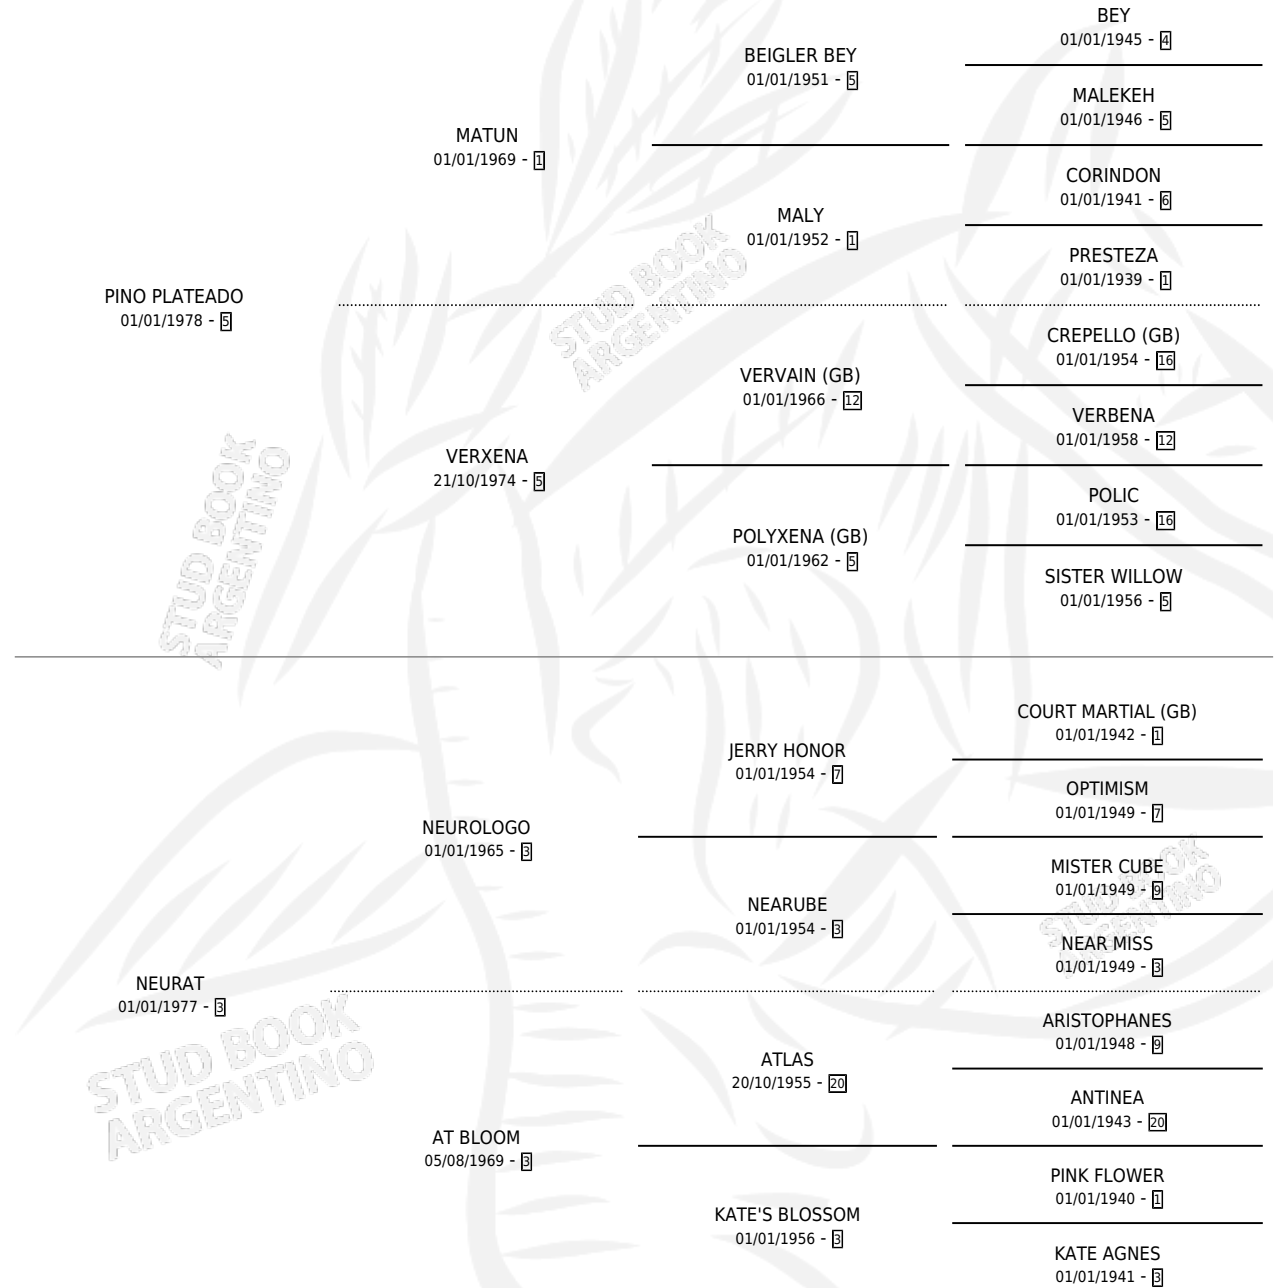 BEY
01/01/1945 - 4
BEIGLER BEY
01/01/1951 - 5
MALEKEH
01/01/1946 - 5
MATUN
01/01/1969 - 1
CORINDON
01/01/1941 - 6
MALY
01/01/1952 - 1
PRESTEZA
01/01/1939 - 1
PINO PLATEADO
01/01/1978 - 5
CREPELLO (GB)
01/01/1954 - 16
VERVAIN (GB)
01/01/1966 - 12
VERBENA
01/01/1958 - 12
VERXENA
21/10/1974 - 5
POLIC
01/01/1953 - 16
POLYXENA (GB)
01/01/1962 - 5
SISTER WILLOW
01/01/1956 - 5
COURT MARTIAL (GB)
01/01/1942 - 1
JERRY HONOR
01/01/1954 - 7
OPTIMISM
01/01/1949 - 7
NEUROLOGO
01/01/1965 - 3
MISTER CUBE
01/01/1949 - 9
NEARUBE
01/01/1954 - 3
NEAR MISS
01/01/1949 - 3
NEURAT
01/01/1977 - 3
ARISTOPHANES
01/01/1948 - 9
ATLAS
20/10/1955 - 20
ANTINEA
01/01/1943 - 20
AT BLOOM
05/08/1969 - 3
PINK FLOWER
01/01/1940 - 1
KATE'S BLOSSOM
01/01/1956 - 3
KATE AGNES
01/01/1941 - 3
STUD BOOK
ARGENTINO
STUD BOOK
ARGENTINO
STUD BOOK
ARGENTINO
STUD BOOK
ARGENTINO